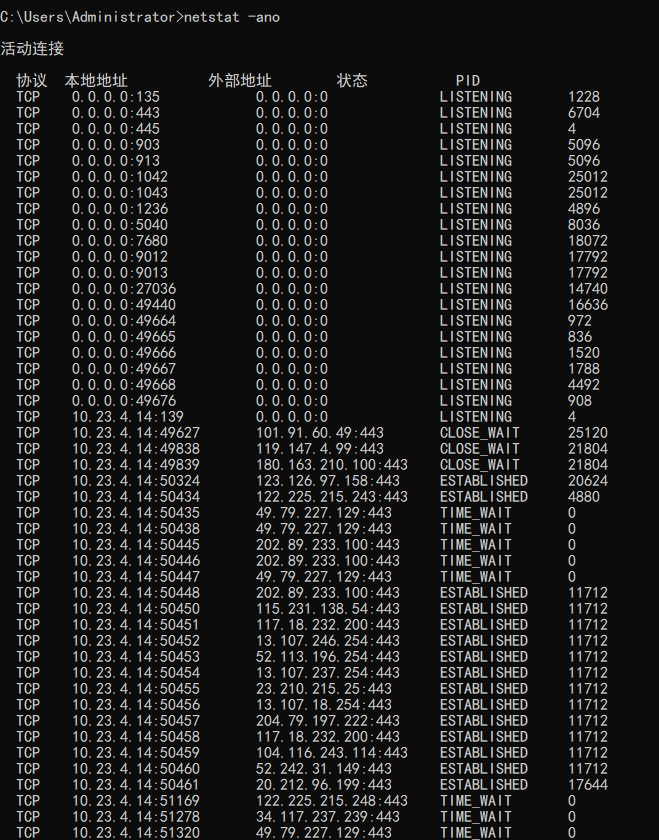 C:\Users\Administrator>netstat -ano
活动连接
协议 本地地址 外部地址 状态 PID
TCP 0.0.0.0:135 0.0.0.0:0 LISTENING 1228
TCP 0.0.0.0:443 0.0.0.0:0 LISTENING 6704
TCP 0.0.0.0:445 0.0.0.0:0 LISTENING 4
TCP 0.0.0.0:903 0.0.0.0:0 LISTENING 5096
TCP 0.0.0.0:913 0.0.0.0:0 LISTENING 5096
TCP 0.0.0.0:1042 0.0.0.0:0 LISTENING 25012
TCP 0.0.0.0:1043 0.0.0.0:0 LISTENING 25012
TCP 0.0.0.0:1236 0.0.0.0:0 LISTENING 4896
TCP 0.0.0.0:5040 0.0.0.0:0 LISTENING 8036
TCP 0.0.0.0:7680 0.0.0.0:0 LISTENING 18072
TCP 0.0.0.0:9012 0.0.0.0:0 LISTENING 17792
TCP 0.0.0.0:9013 0.0.0.0:0 LISTENING 17792
TCP 0.0.0.0:27036 0.0.0.0:0 LISTENING 14740
TCP 0.0.0.0:49440 0.0.0.0:0 LISTENING 16636
TCP 0.0.0.0:49664 0.0.0.0:0 LISTENING 972
TCP 0.0.0.0:49665 0.0.0.0:0 LISTENING 836
TCP 0.0.0.0:49666 0.0.0.0:0 LISTENING 1520
TCP 0.0.0.0:49667 0.0.0.0:0 LISTENING 1788
TCP 0.0.0.0:49668 0.0.0.0:0 LISTENING 4492
TCP 0.0.0.0:49676 0.0.0.0:0 LISTENING 908
TCP 10.23.4.14:139 0.0.0.0:0 LISTENING 4
TCP 10.23.4.14:49627 101.91.60.49:443 CLOSE_WAIT 25120
TCP 10.23.4.14:49838 119.147.4.99:443 CLOSE_WAIT 21804
TCP 10.23.4.14:49839 180.163.210.100:443 CLOSE_WAIT 21804
TCP 10.23.4.14:50324 123.126.97.158:443 ESTABLISHED 20624
TCP 10.23.4.14:50434 122.225.215.243:443 ESTABLISHED 4880
TCP 10.23.4.14:50435 49.79.227.129:443 TIME_WAIT 0
TCP 10.23.4.14:50438 49.79.227.129:443 TIME_WAIT 0
TCP 10.23.4.14:50445 202.89.233.100:443 TIME_WAIT 0
TCP 10.23.4.14:50446 202.89.233.100:443 TIME_WAIT 0
TCP 10.23.4.14:50447 49.79.227.129:443 TIME_WAIT 0
TCP 10.23.4.14:50448 202.89.233.100:443 ESTABLISHED 11712
TCP 10.23.4.14:50450 115.231.138.54:443 ESTABLISHED 11712
TCP 10.23.4.14:50451 117.18.232.200:443 ESTABLISHED 11712
TCP 10.23.4.14:50452 13.107.246.254:443 ESTABLISHED 11712
TCP 10.23.4.14:50453 52.113.196.254:443 ESTABLISHED 11712
TCP 10.23.4.14:50454 13.107.237.254:443 ESTABLISHED 11712
TCP 10.23.4.14:50455 23.210.215.25:443 ESTABLISHED 11712
TCP 10.23.4.14:50456 13.107.18.254:443 ESTABLISHED 11712
TCP 10.23.4.14:50457 204.79.197.222:443 ESTABLISHED 11712
TCP 10.23.4.14:50458 117.18.232.200:443 ESTABLISHED 11712
TCP 10.23.4.14:50459 104.116.243.114:443 ESTABLISHED 11712
TCP 10.23.4.14:50460 52.242.31.149:443 ESTABLISHED 11712
TCP 10.23.4.14:50461 20.212.96.199:443 ESTABLISHED 17644
TCP 10.23.4.14:51169 122.225.215.248:443 TIME_WAIT 0
TCP 10.23.4.14:51278 34.117.237.239:443 TIME_WAIT 0
TCP 10.23.4.14:51320 49.79.227.129:443 TIME_WAIT 0